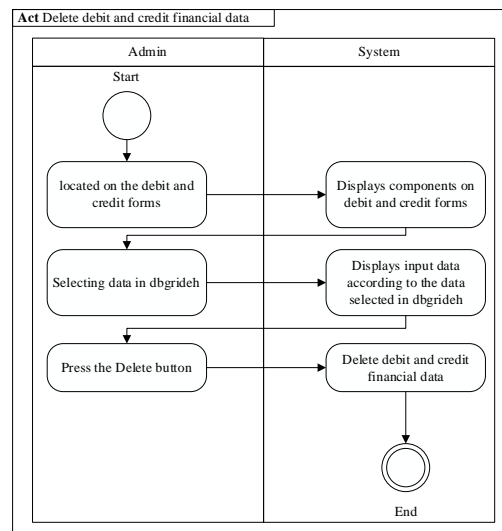 Act Delete debit and credit financial data
Admin
System
Start
located on the debit and
credit forms
Displays components on
debit and credit forms
Selecting data in dbgrideh
Displays input data
according to the data
selected in dbgrideh
Press the Delete button
Delete debit and credit
financial data
End